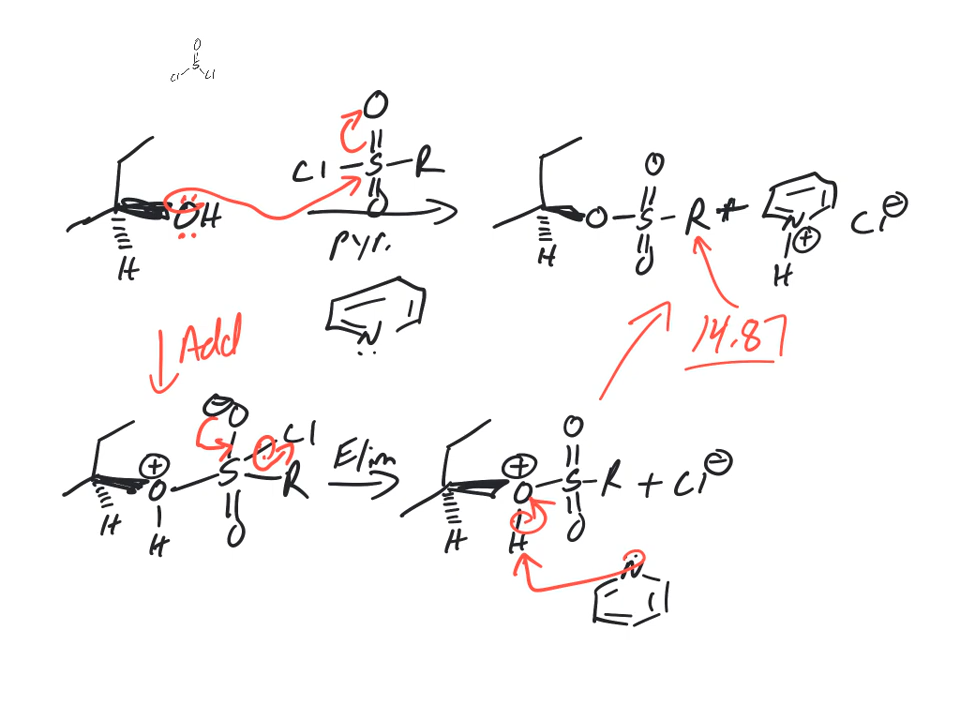 O
S
Cl Cl
O
Cl S R
O
OH
H
pyr.
N
O
O S R + N Cl ⊖
O
⊕
H
H
Add
14.87
⊖ O
Cl
⊕
O S R
O
H
H
Elim
O
⊕
O S R + Cl ⊖
O
H
H
N